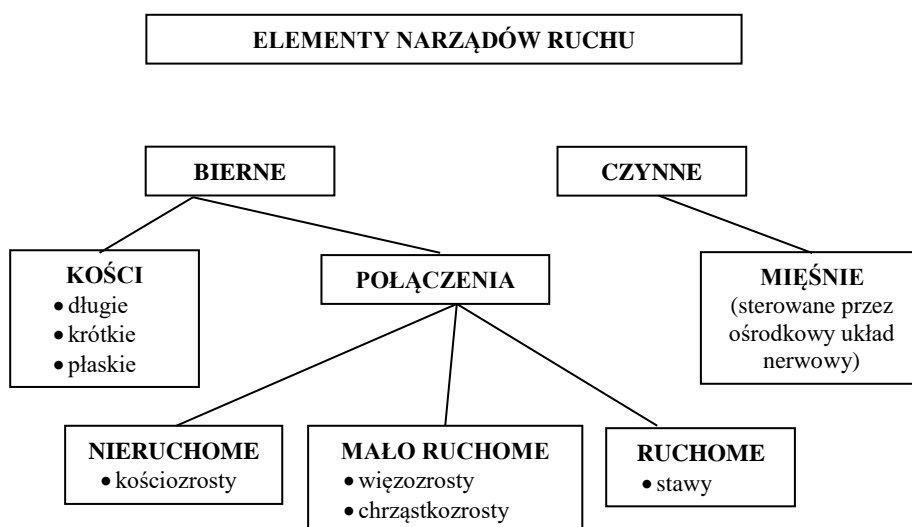 ELEMENTY NARZĄDÓW RUCHU
BIERNE
CZYNNE
KOŚCI
• długie
• krótkie
• płaskie
POŁĄCZENIA
MIĘŚNIE
(sterowane przez
ośrodkowy układ
nerwowy)
NIERUCHOME
• kościozrosty
MAŁO RUCHOME
• więzozrosty
• chrząstkozrosty
RUCHOME
• stawy